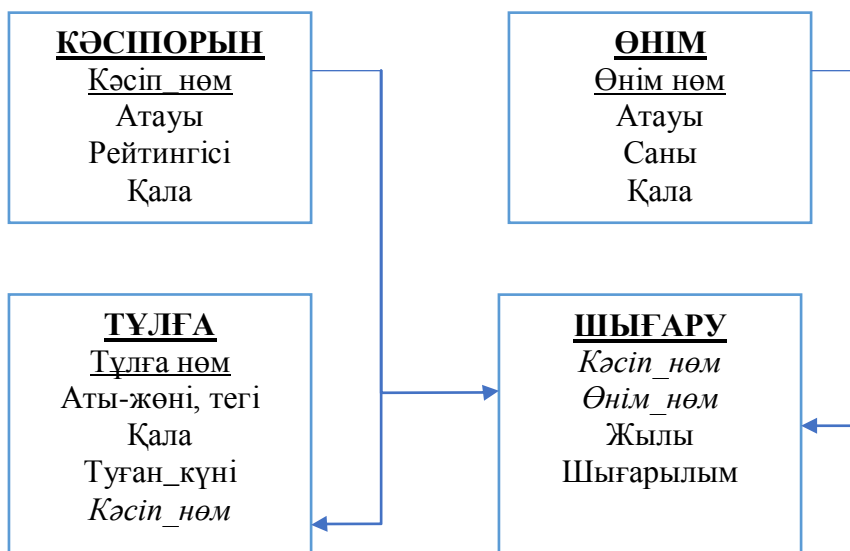 КӘСІПОРЫН
Кәсіп_нөм
Атауы
Рейтингісі
Қала
ӨНІМ
Өнім нөм
Атауы
Саны
Қала
ТҰЛҒА
Тұлға нөм
Аты-жөні, тегі
Қала
Туған_күні
Кәсіп_нөм
ШЫҒАРУ
Кәсіп_нөм
Өнім_нөм
Жылы
Шығарылым